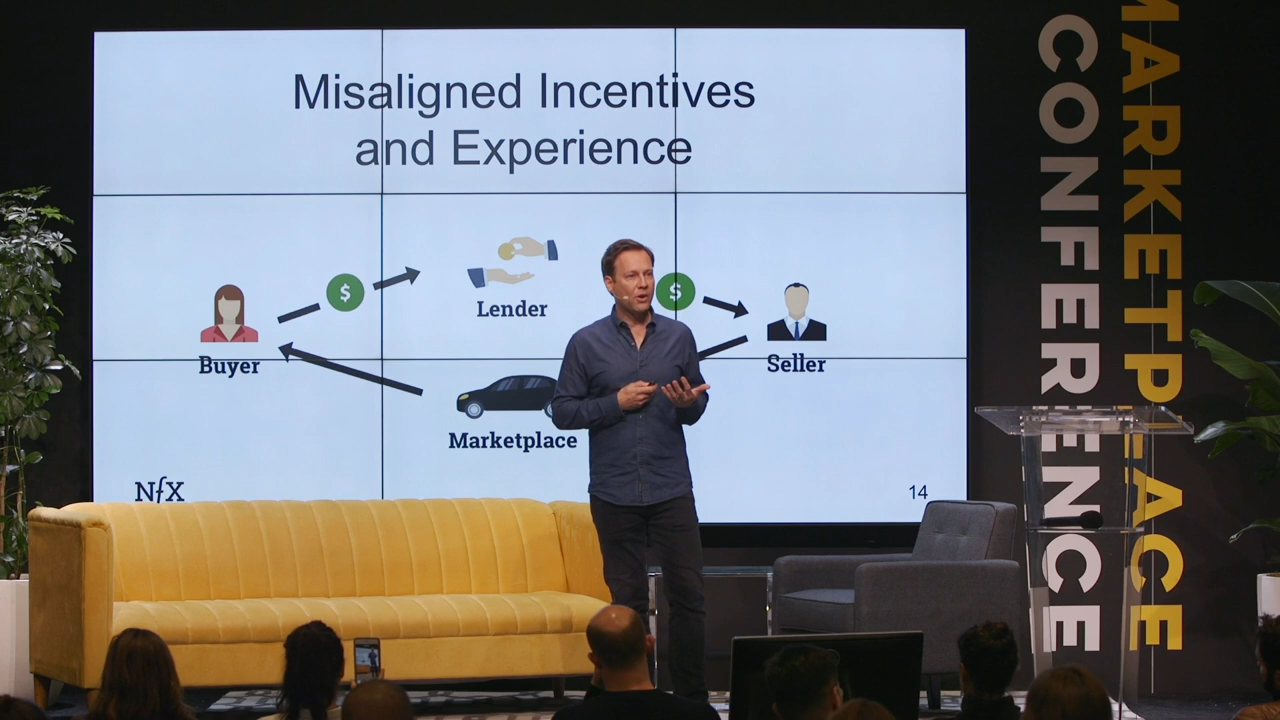 Misaligned Incentives
and Experience
$
$
Lender
Buyer
Seller
Marketplace
NfX
14
MARKETPLACE
CONFERENCE